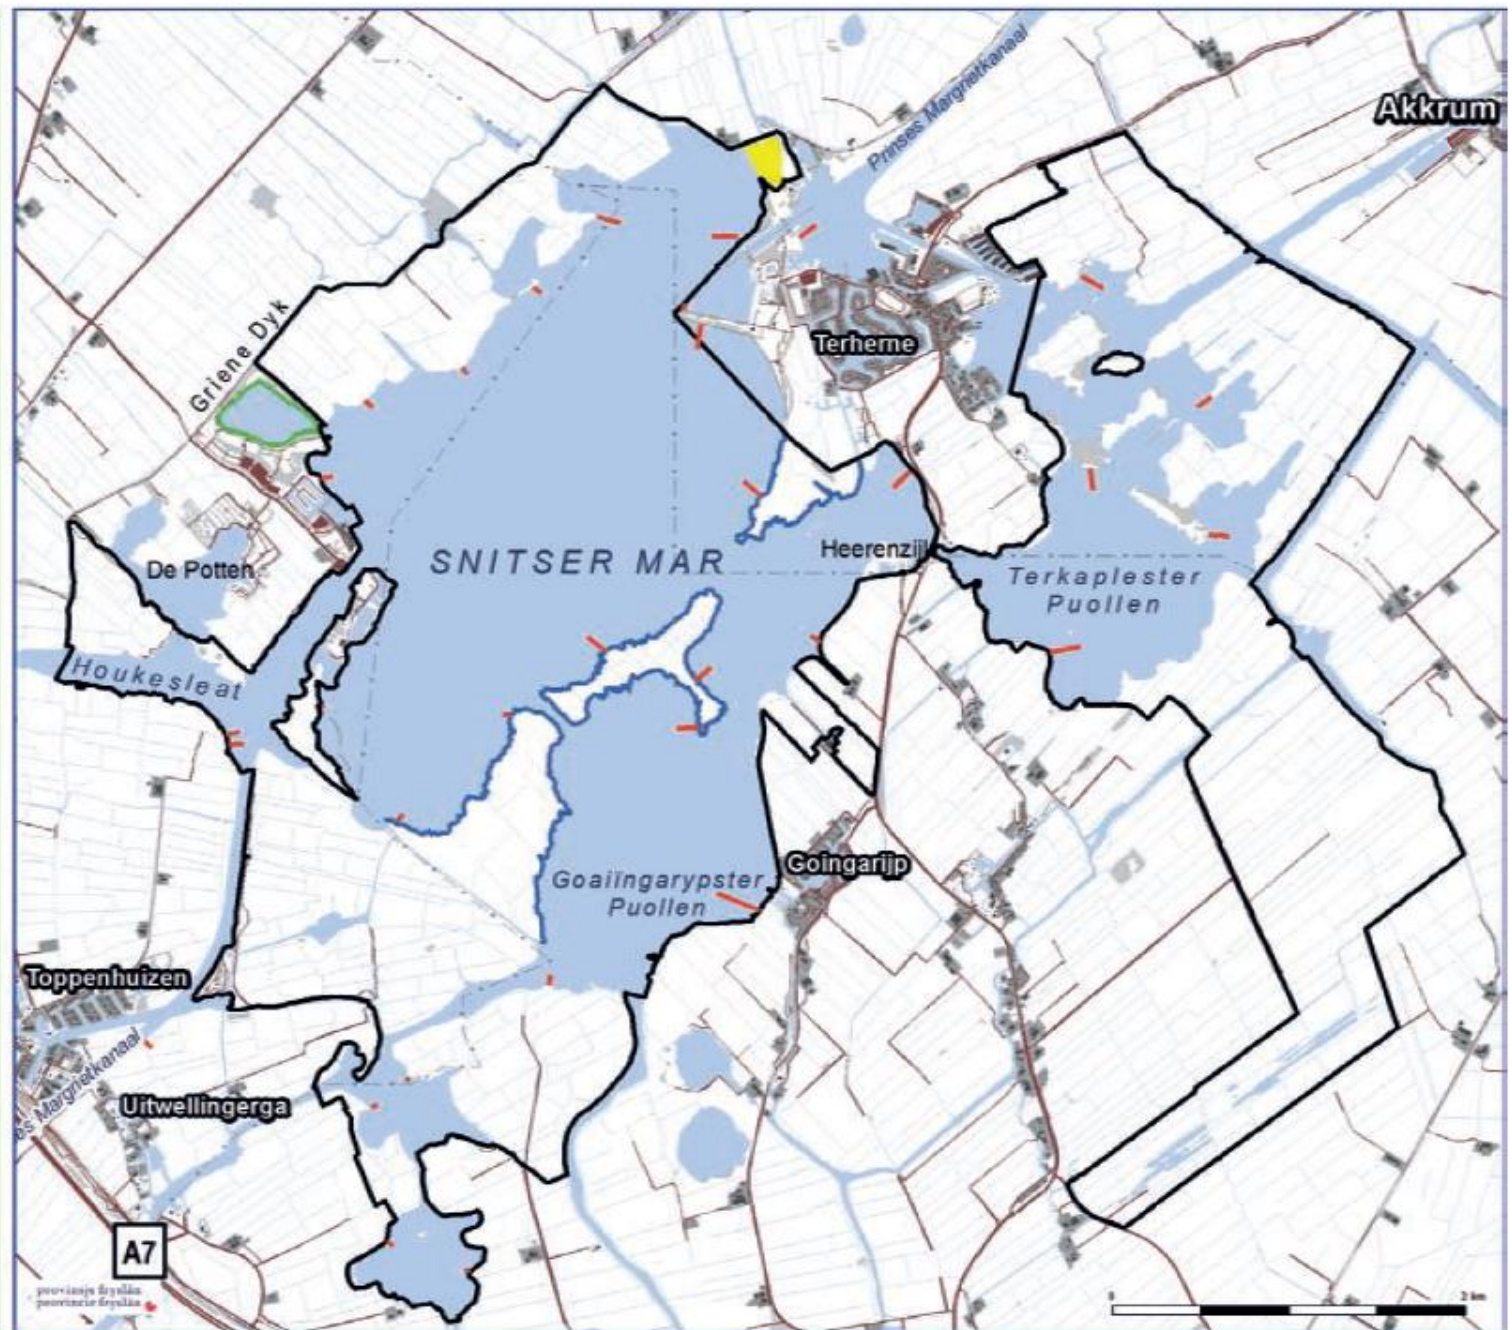 Prinses Margrietkanaal
Akkrum
Griene Dyk
Terherne
SNITSER MAR
Heerenzijl
De Potten
Terkaplester
Puollen
Houkesleat
Goaiïngarypster
Puollen
Goingarijp
Toppenhuizen
es Margrietkanaal
Uitwellingerga
A7
provinsje fryslân
provincie fryslân
0
2 km